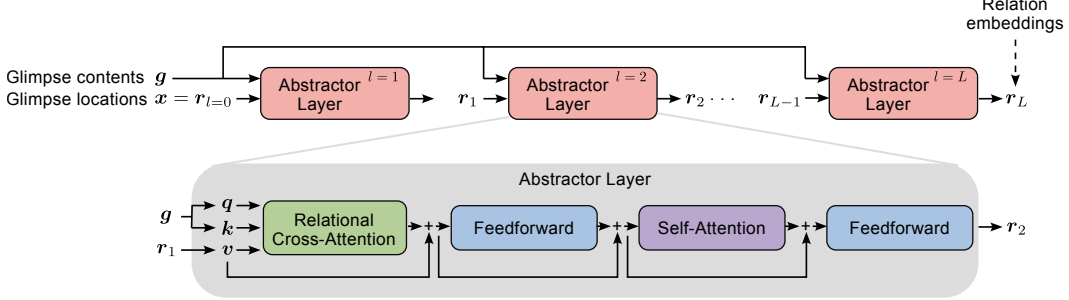 Relation
embeddings
Glimpse contents g
Glimpse locations x = r_{l=0}
Abstractor l = 1
Layer
r_1
Abstractor l = 2
Layer
r_2 ···
r_{L−1}
Abstractor l = L
Layer
r_L
Abstractor Layer
g
q
k
r_1
v
Relational
Cross-Attention
+
Feedforward
+
Self-Attention
+
Feedforward
r_2